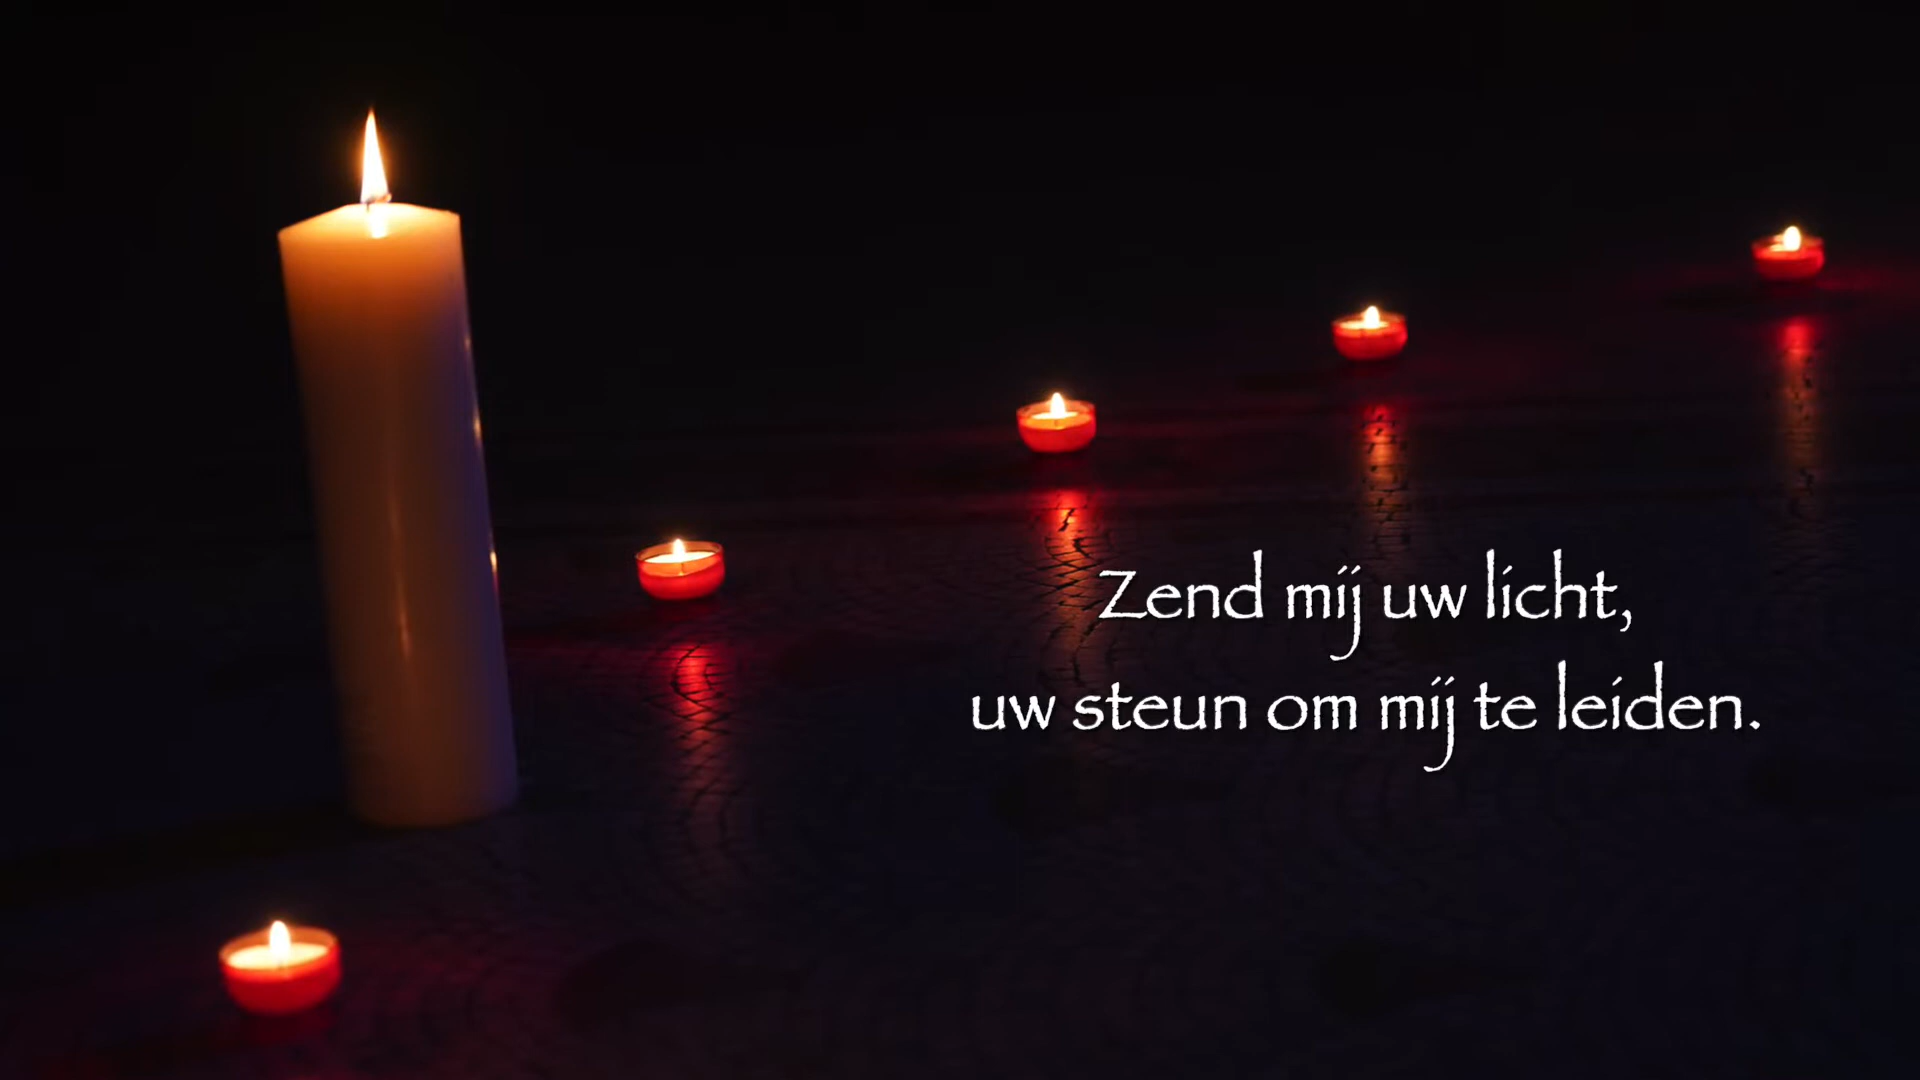 Zend mij uw licht,
uw steun om mij te leiden.